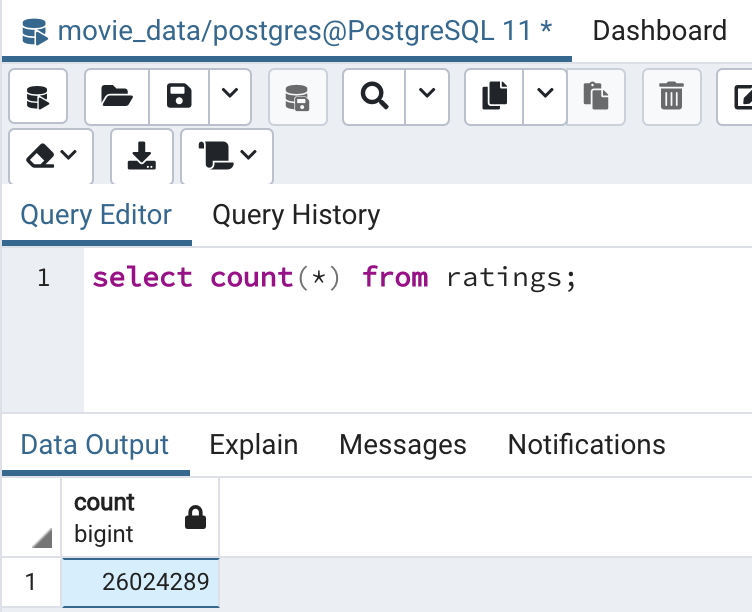 movie_data/postgres@PostgreSQL 11 * Dashboard
Query Editor Query History
1 select count(*) from ratings;
Data Output Explain Messages Notifications
count
bigint
1 26024289